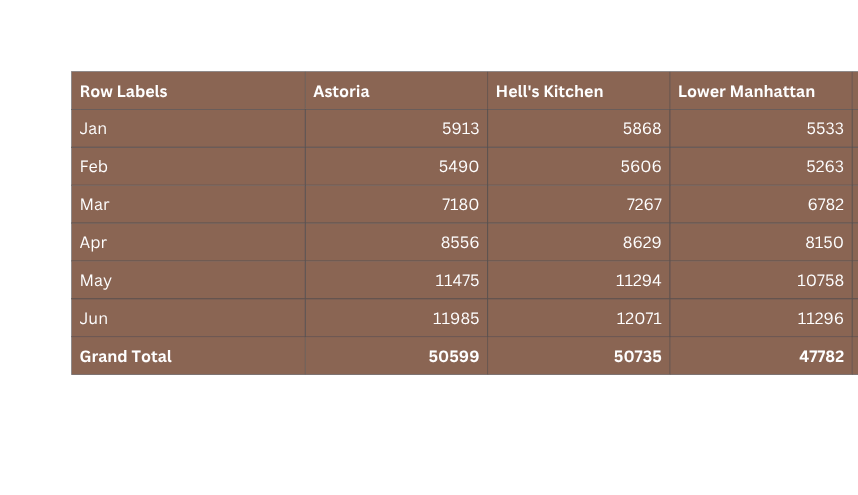 Row Labels Astoria Hell's Kitchen Lower Manhattan
Jan 5913 5868 5533
Feb 5490 5606 5263
Mar 7180 7267 6782
Apr 8556 8629 8150
May 11475 11294 10758
Jun 11985 12071 11296
Grand Total 50599 50735 47782